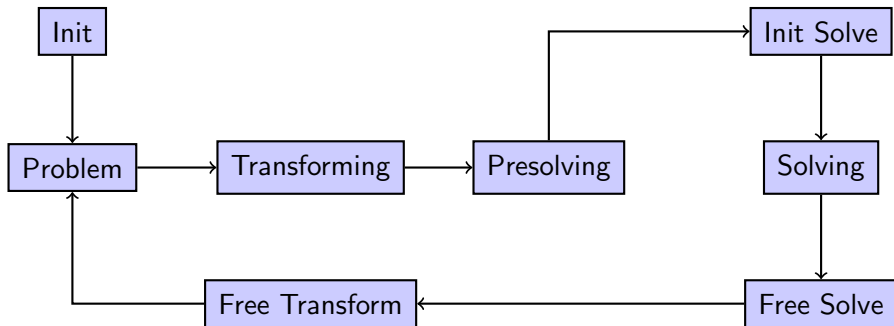 Init
Init Solve
Problem
Transforming
Presolving
Solving
Free Transform
Free Solve